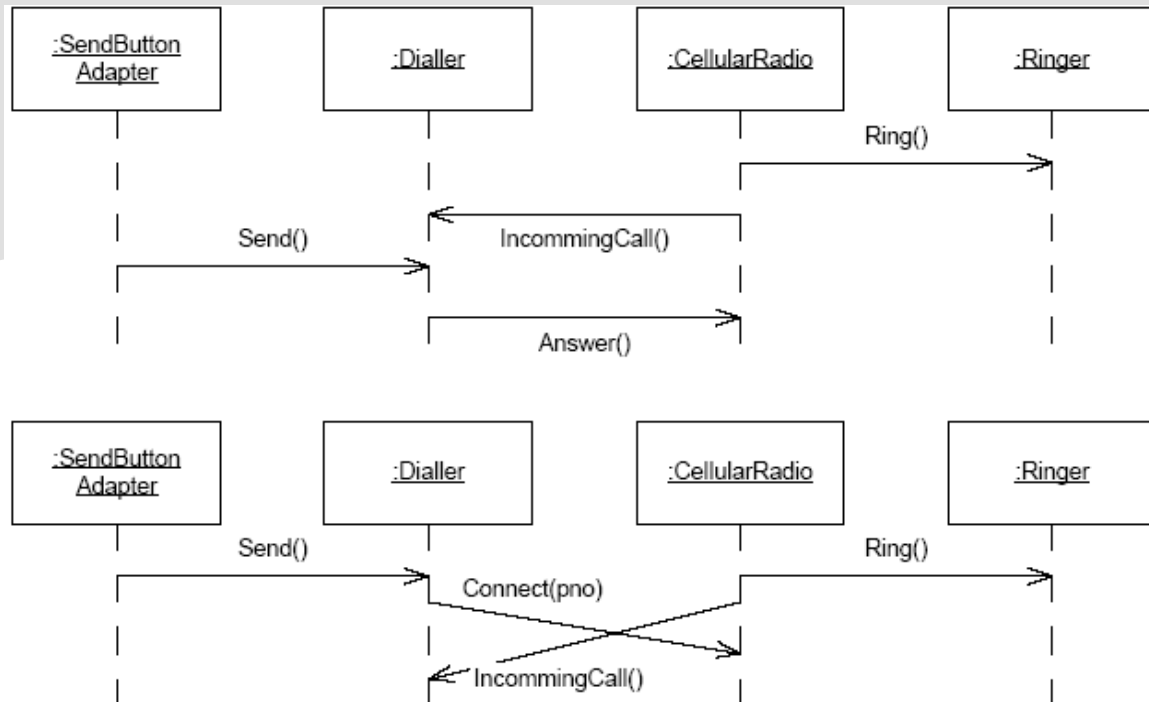 :SendButton
Adapter
:Dialler
:CellularRadio
:Ringer
Ring()
IncommingCall()
Send()
Answer()
:SendButton
Adapter
:Dialler
:CellularRadio
:Ringer
Send()
Ring()
Connect(pno)
IncommingCall()